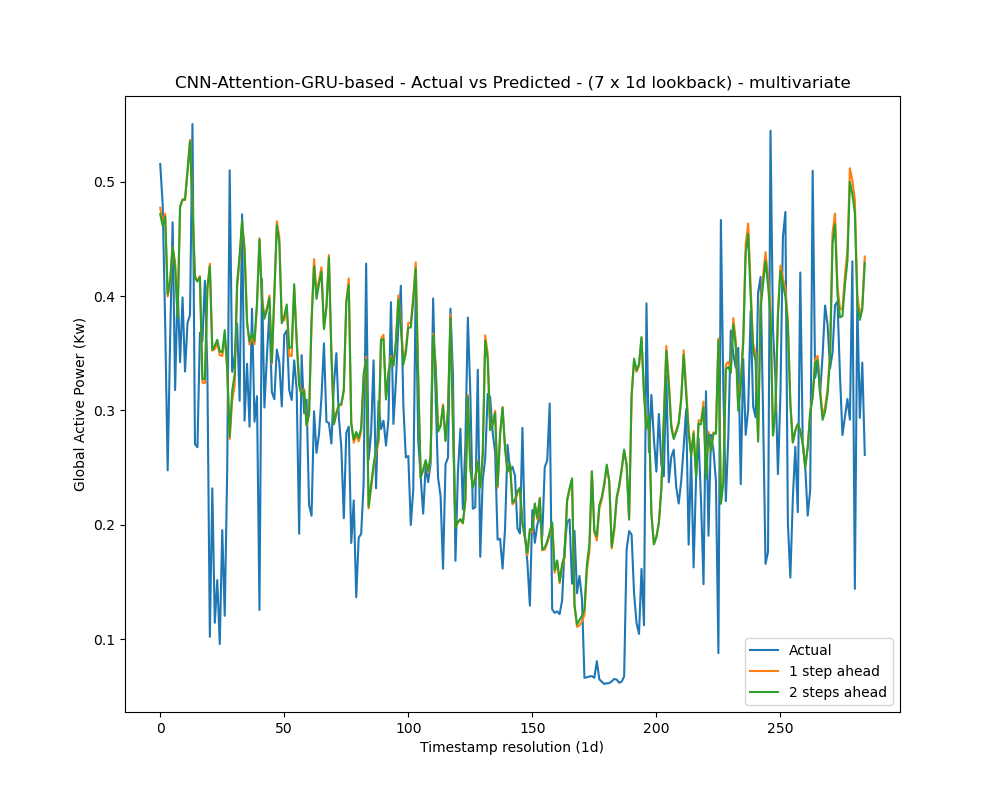 CNN-Attention-GRU-based - Actual vs Predicted - (7 x 1d lookback) - multivariate
Global Active Power (Kw)
0.5
0.4
0.3
0.2
0.1
0 50 100 150 200 250
Timestamp resolution (1d)
Actual
1 step ahead
2 steps ahead